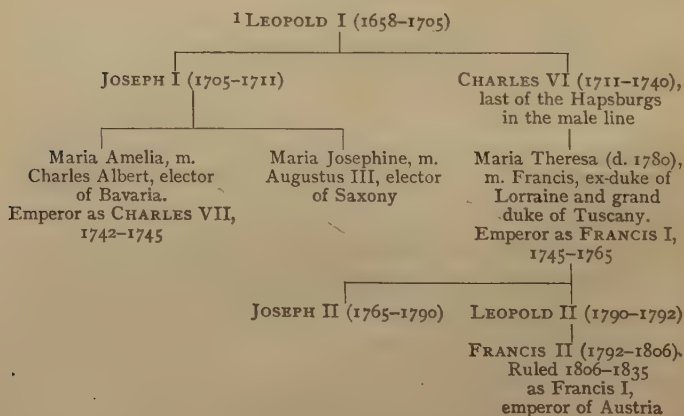 ¹ LEOPOLD I (1658–1705)
JOSEPH I (1705–1711)
CHARLES VI (1711–1740),
last of the Hapsburgs
in the male line
Maria Amelia, m.
Charles Albert, elector
of Bavaria.
Emperor as CHARLES VII,
1742–1745
Maria Josephine, m.
Augustus III, elector
of Saxony
Maria Theresa (d. 1780),
m. Francis, ex-duke of
Lorraine and grand
duke of Tuscany.
Emperor as FRANCIS I,
1745–1765
JOSEPH II (1765–1790)
LEOPOLD II (1790–1792)
FRANCIS II (1792–1806).
Ruled 1806–1835
as Francis I,
emperor of Austria